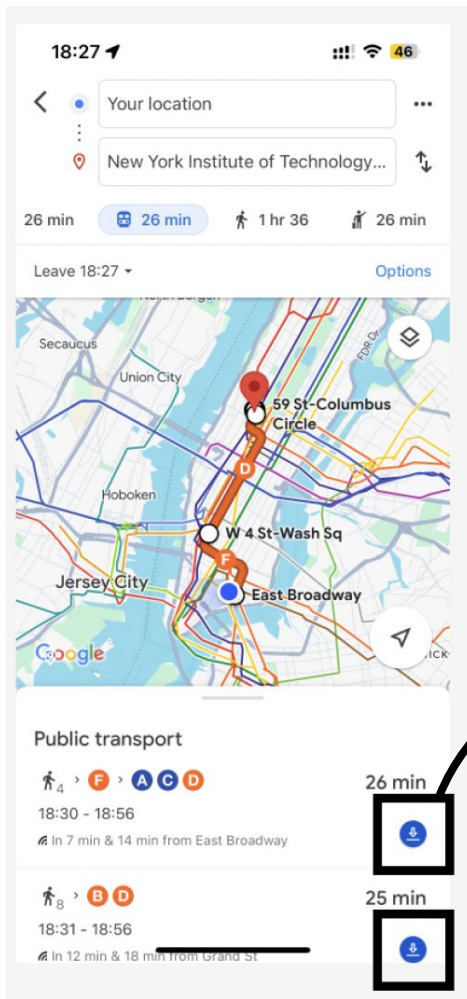 18:27
46
Your location
New York Institute of Technology...
26 min
26 min
1 hr 36
26 min
Leave 18:27
Options
Secaucus
Union City
FDR Dr
59 St-Columbus
Circle
D
Hoboken
W 4 St-Wash Sq
F
Jersey City
East Broadway
Google
Public transport
4 > F > A C D
26 min
18:30 - 18:56
In 7 min & 14 min from East Broadway
8 > B D
25 min
18:31 - 18:56
In 12 min & 18 min from Grand St